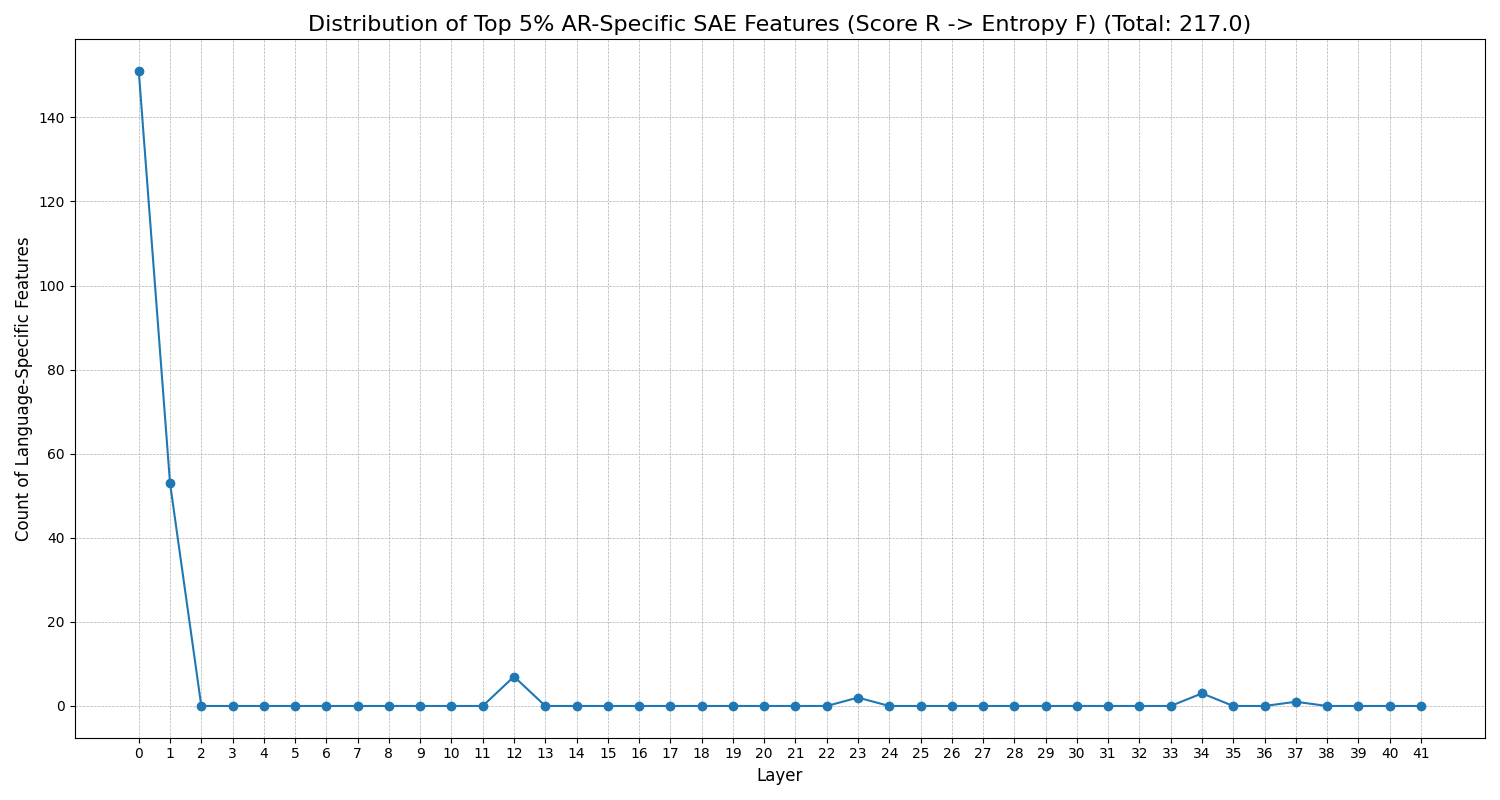 Distribution of Top 5% AR-Specific SAE Features (Score R -> Entropy F) (Total: 217.0)
Count of Language-Specific Features
140
120
100
80
60
40
20
0
0 1 2 3 4 5 6 7 8 9 10 11 12 13 14 15 16 17 18 19 20 21 22 23 24 25 26 27 28 29 30 31 32 33 34 35 36 37 38 39 40 41
Layer